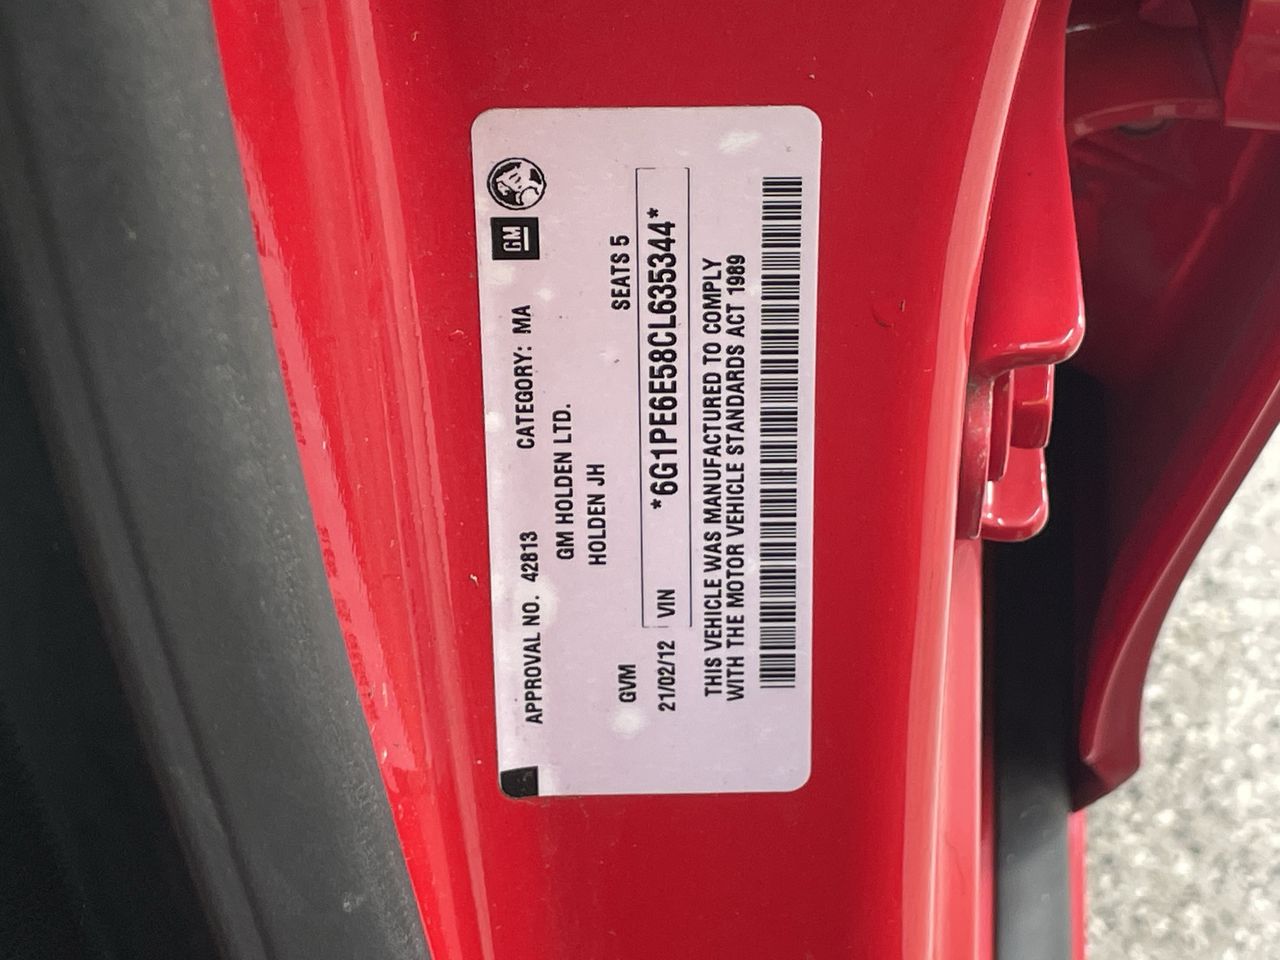 GM
APPROVAL NO. 42813 CATEGORY: MA
GM HOLDEN LTD.
HOLDEN JH
GVM SEATS 5
21/02/12 VIN *6G1PE6E58CL635344*
THIS VEHICLE WAS MANUFACTURED TO COMPLY
WITH THE MOTOR VEHICLE STANDARDS ACT 1989